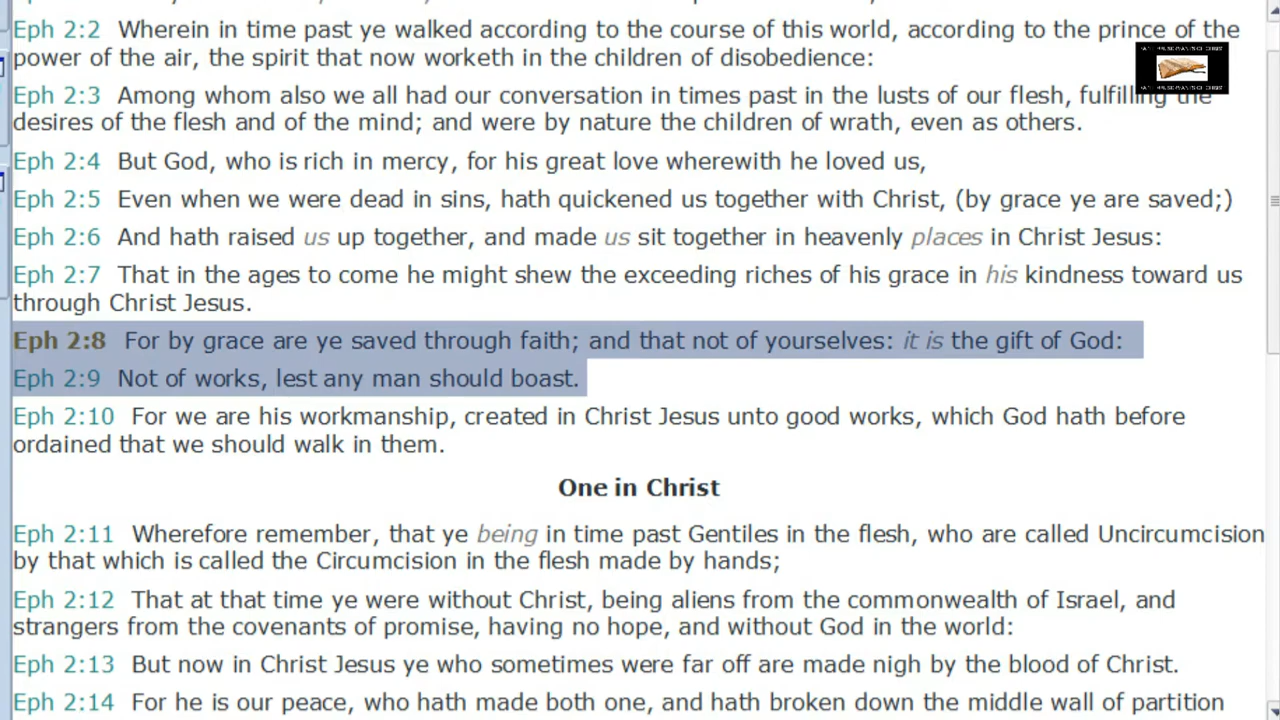 Eph 2:2 Wherein in time past ye walked according to the course of this world, according to the prince of the
power of the air, the spirit that now worketh in the children of disobedience:
Eph 2:3 Among whom also we all had our conversation in times past in the lusts of our flesh, fulfilling the
desires of the flesh and of the mind; and were by nature the children of wrath, even as others.
Eph 2:4 But God, who is rich in mercy, for his great love wherewith he loved us,
Eph 2:5 Even when we were dead in sins, hath quickened us together with Christ, (by grace ye are saved;)
Eph 2:6 And hath raised us up together, and made us sit together in heavenly places in Christ Jesus:
Eph 2:7 That in the ages to come he might shew the exceeding riches of his grace in his kindness toward us
through Christ Jesus.
Eph 2:8 For by grace are ye saved through faith; and that not of yourselves: it is the gift of God:
Eph 2:9 Not of works, lest any man should boast.
Eph 2:10 For we are his workmanship, created in Christ Jesus unto good works, which God hath before
ordained that we should walk in them.
One in Christ
Eph 2:11 Wherefore remember, that ye being in time past Gentiles in the flesh, who are called Uncircumcision
by that which is called the Circumcision in the flesh made by hands;
Eph 2:12 That at that time ye were without Christ, being aliens from the commonwealth of Israel, and
strangers from the covenants of promise, having no hope, and without God in the world:
Eph 2:13 But now in Christ Jesus ye who sometimes were far off are made nigh by the blood of Christ.
Eph 2:14 For he is our peace, who hath made both one, and hath broken down the middle wall of partition